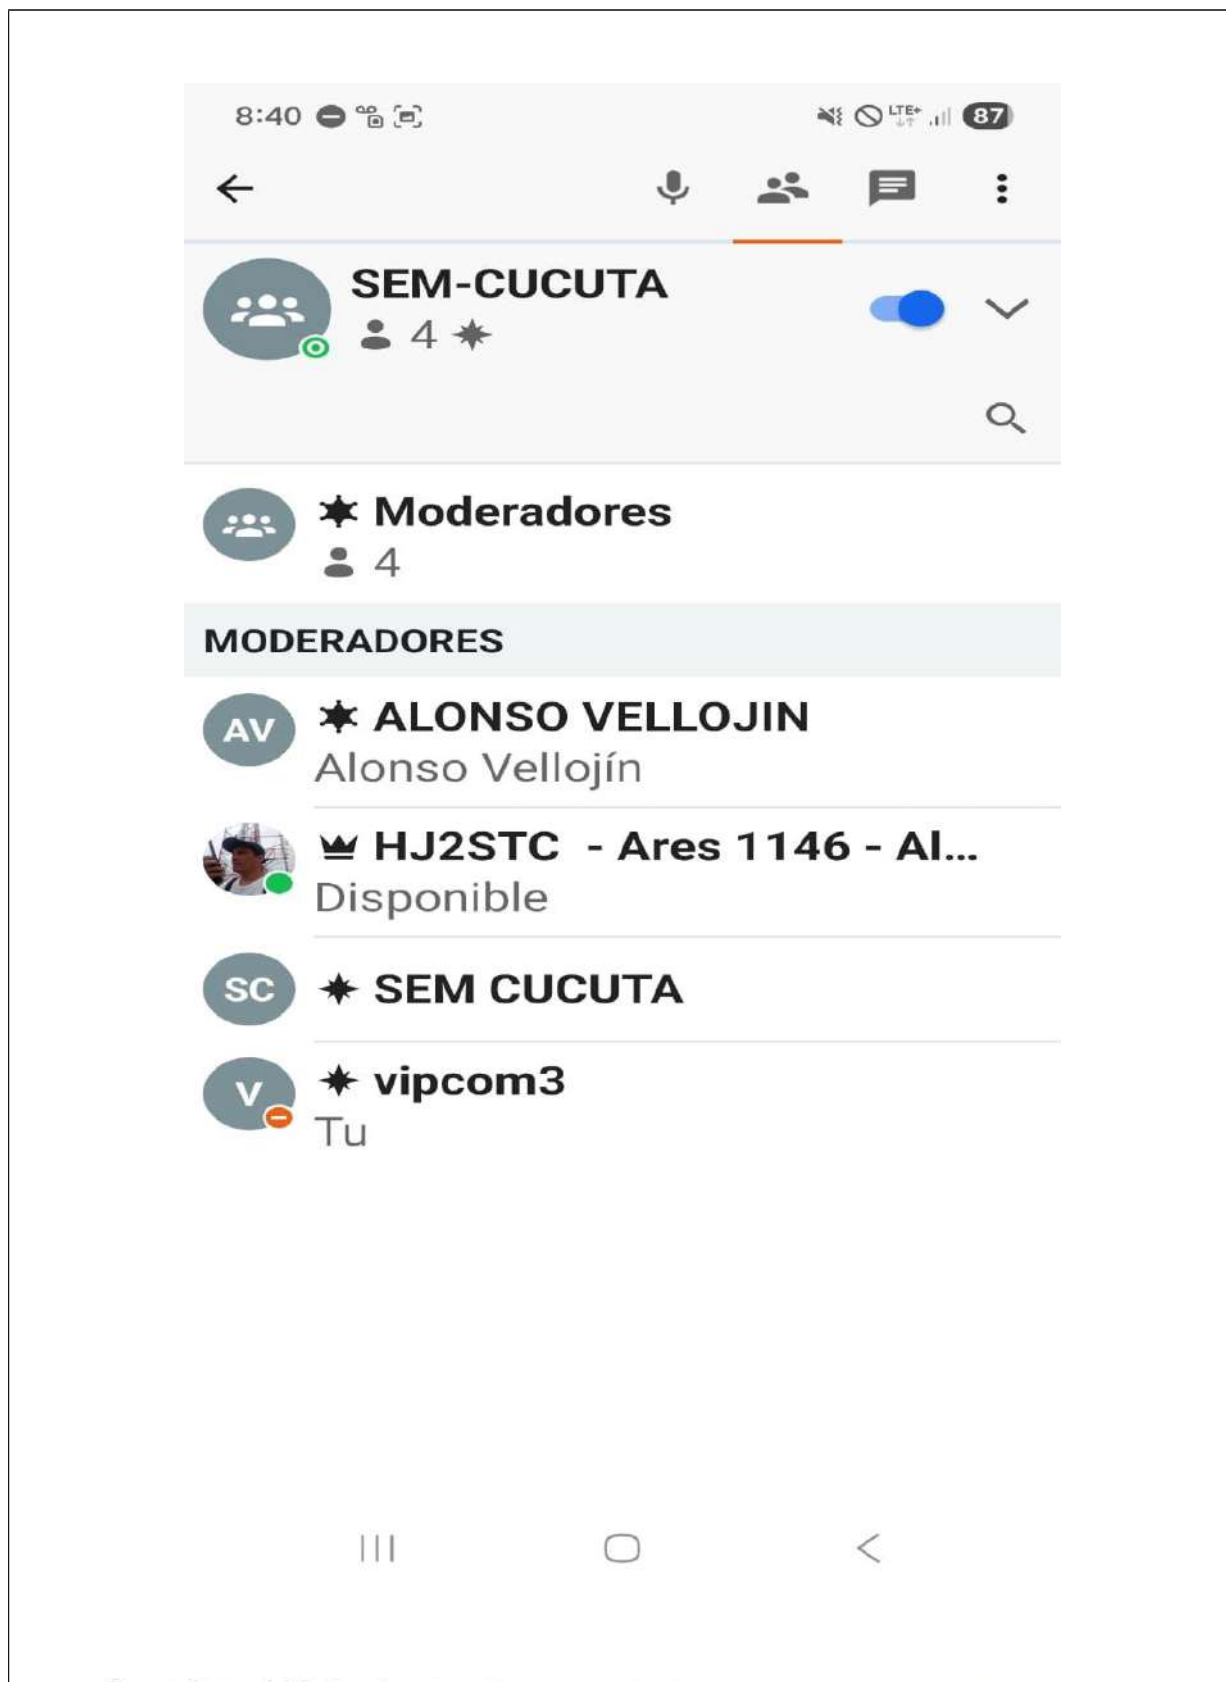 8:40
LTE+
87
SEM-CUCUTA
4
Moderadores
4
MODERADORES
AV
ALONSO VELLOJIN
Alonso Vellojín
HJ2STC - Ares 1146 - Al...
Disponible
SC
SEM CUCUTA
V
vipcom3
Tu